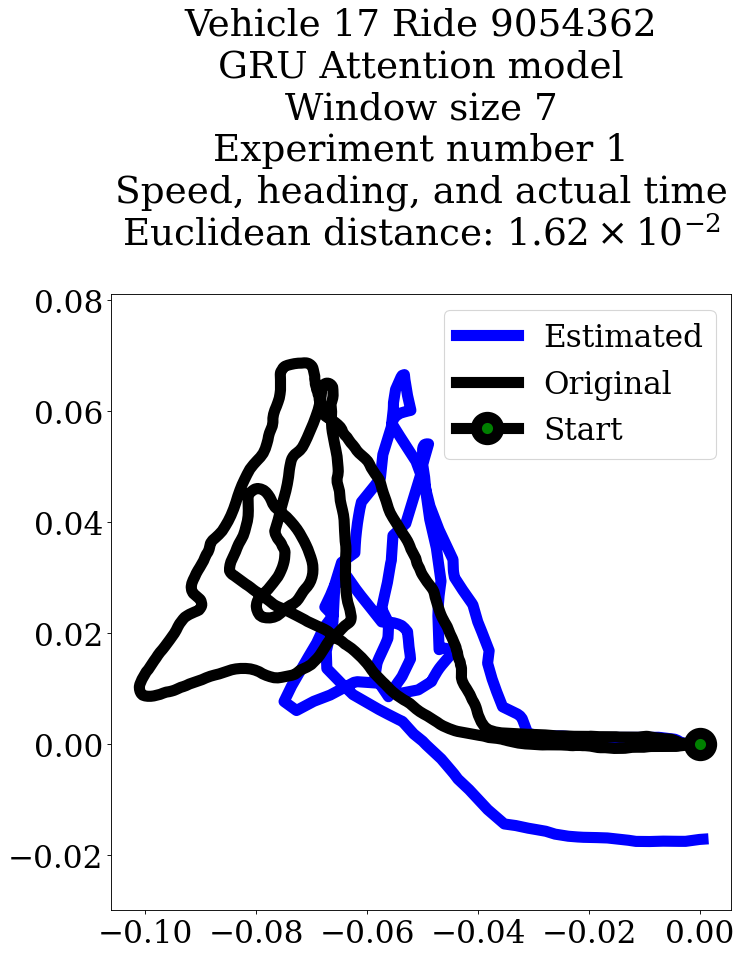 Vehicle 17 Ride 9054362
GRU Attention model
Window size 7
Experiment number 1
Speed, heading, and actual time
Euclidean distance: 1.62 × 10⁻²
Estimated
Original
Start
0.08
0.06
0.04
0.02
0.00
−0.02
−0.10 −0.08 −0.06 −0.04 −0.02 0.00